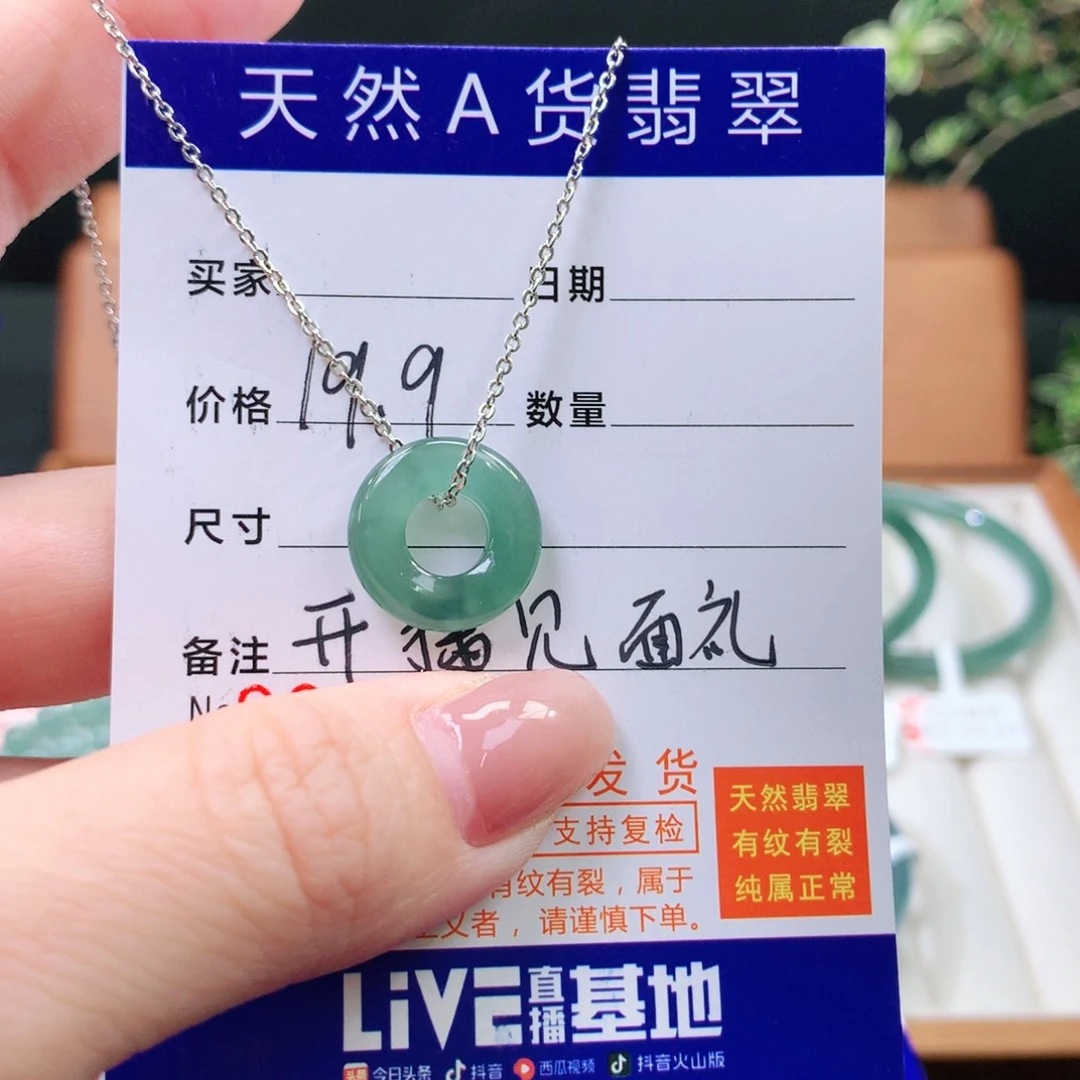 天然A货翡翠
买家 日期
价格 19.9 数量
尺寸
备注 开播见面礼
发货
支持复检
天然翡翠
有纹有裂
纯属正常
有纹有裂，属于
义者，请谨慎下单。
LiVE直播基地
头条 今日头条 抖音 西瓜视频 抖音火山版